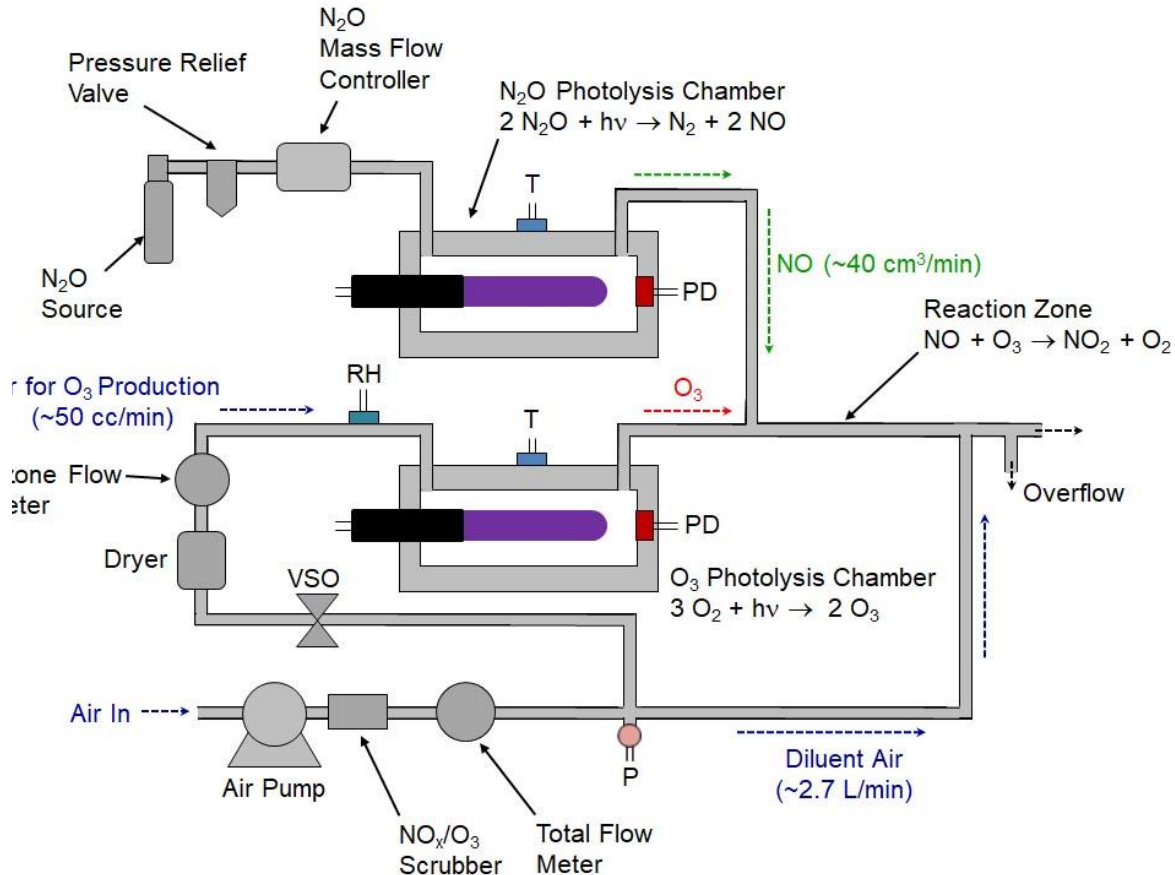 N₂O
Mass Flow
Controller
Pressure Relief
Valve
N₂O Photolysis Chamber
2 N₂O + hν → N₂ + 2 NO
T
N₂O
Source
PD
NO (~40 cm³/min)
Reaction Zone
NO + O₃ → NO₂ + O₂
r for O₃ Production
(~50 cc/min)
RH
T
O₃
zone Flow
eter
PD
Overflow
Dryer
VSO
O₃ Photolysis Chamber
3 O₂ + hν → 2 O₃
Air In
Air Pump
P
Diluent Air
(~2.7 L/min)
NOₓ/O₃
Scrubber
Total Flow
Meter